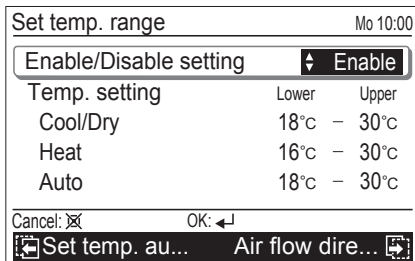 Set temp. range Mo 10:00
Enable/Disable setting Enable
Temp. setting Lower Upper
Cool/Dry 18°C – 30°C
Heat 16°C – 30°C
Auto 18°C – 30°C
Cancel: OK:
Set temp. au... Air flow dire...